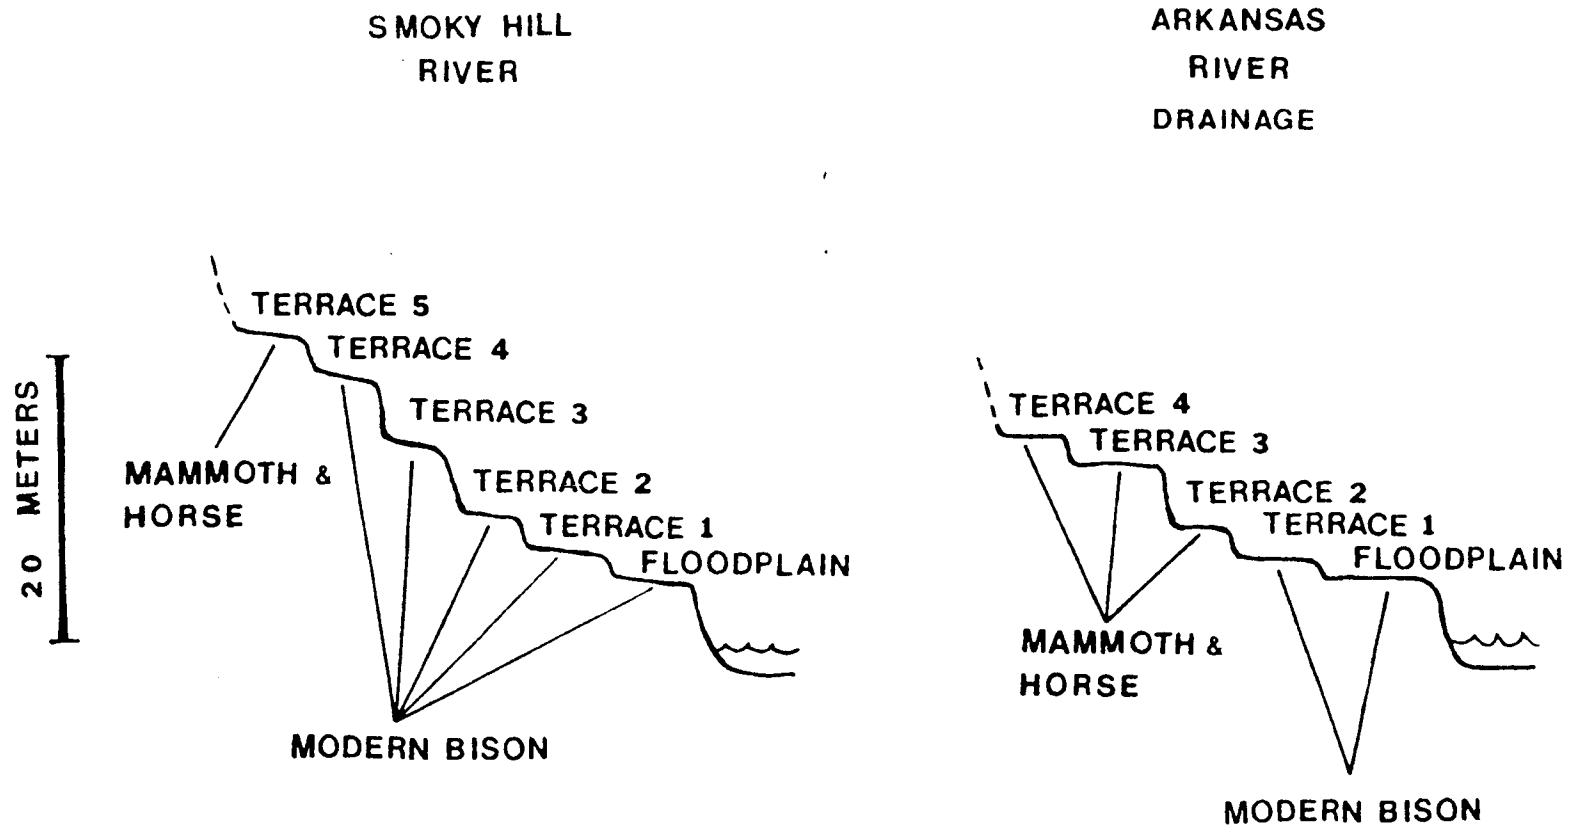 SMOKY HILL
RIVER
ARKANSAS
RIVER
DRAINAGE
20 METERS
TERRACE 5
TERRACE 4
TERRACE 3
TERRACE 2
TERRACE 1
FLOODPLAIN
MAMMOTH &
HORSE
MODERN BISON
TERRACE 4
TERRACE 3
TERRACE 2
TERRACE 1
FLOODPLAIN
MAMMOTH &
HORSE
MODERN BISON